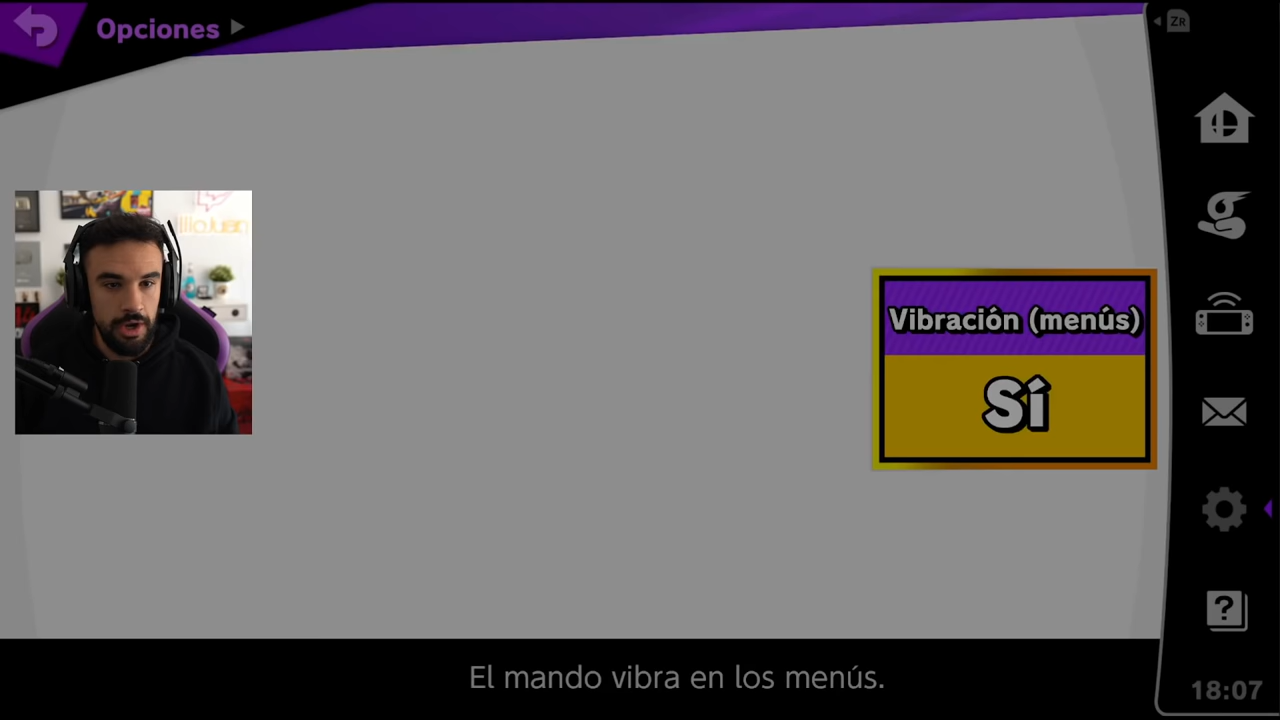 Opciones
ZR
Vibración (menús)
Sí
El mando vibra en los menús.
?
18:07